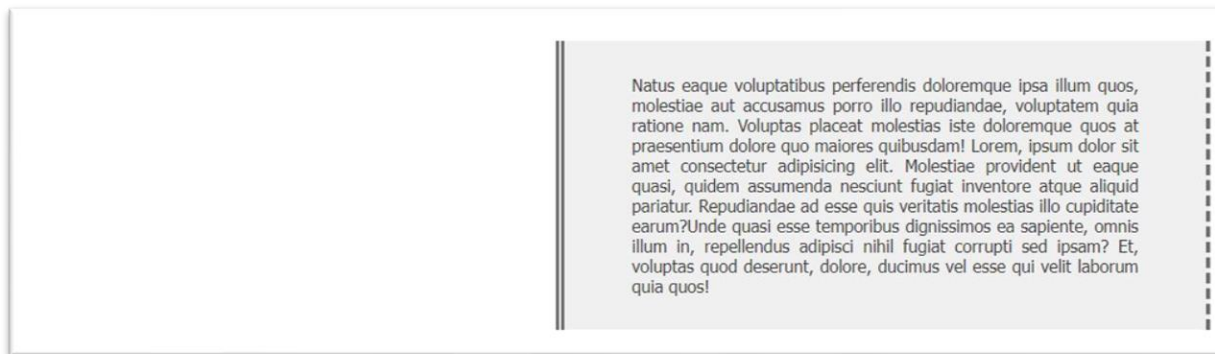 Natus eaque voluptatibus perferendis doloremque ipsa illum quos,
molestiae aut accusamus porro illo repudiandae, voluptatem quia
ratione nam. Voluptas placeat molestias iste doloremque quos at
praesentium dolore quo maiores quibusdam! Lorem, ipsum dolor sit
amet consectetur adipisicing elit. Molestiae provident ut eaque
quasi, quidem assumenda nesciunt fugiat inventore atque aliquid
pariatur. Repudiandae ad esse quis veritatis molestias illo cupiditate
earum?Unde quasi esse temporibus dignissimos ea sapiente, omnis
illum in, repellendus adipisci nihil fugiat corrupti sed ipsam? Et,
voluptas quod deserunt, dolore, ducimus vel esse qui velit laborum
quia quos!